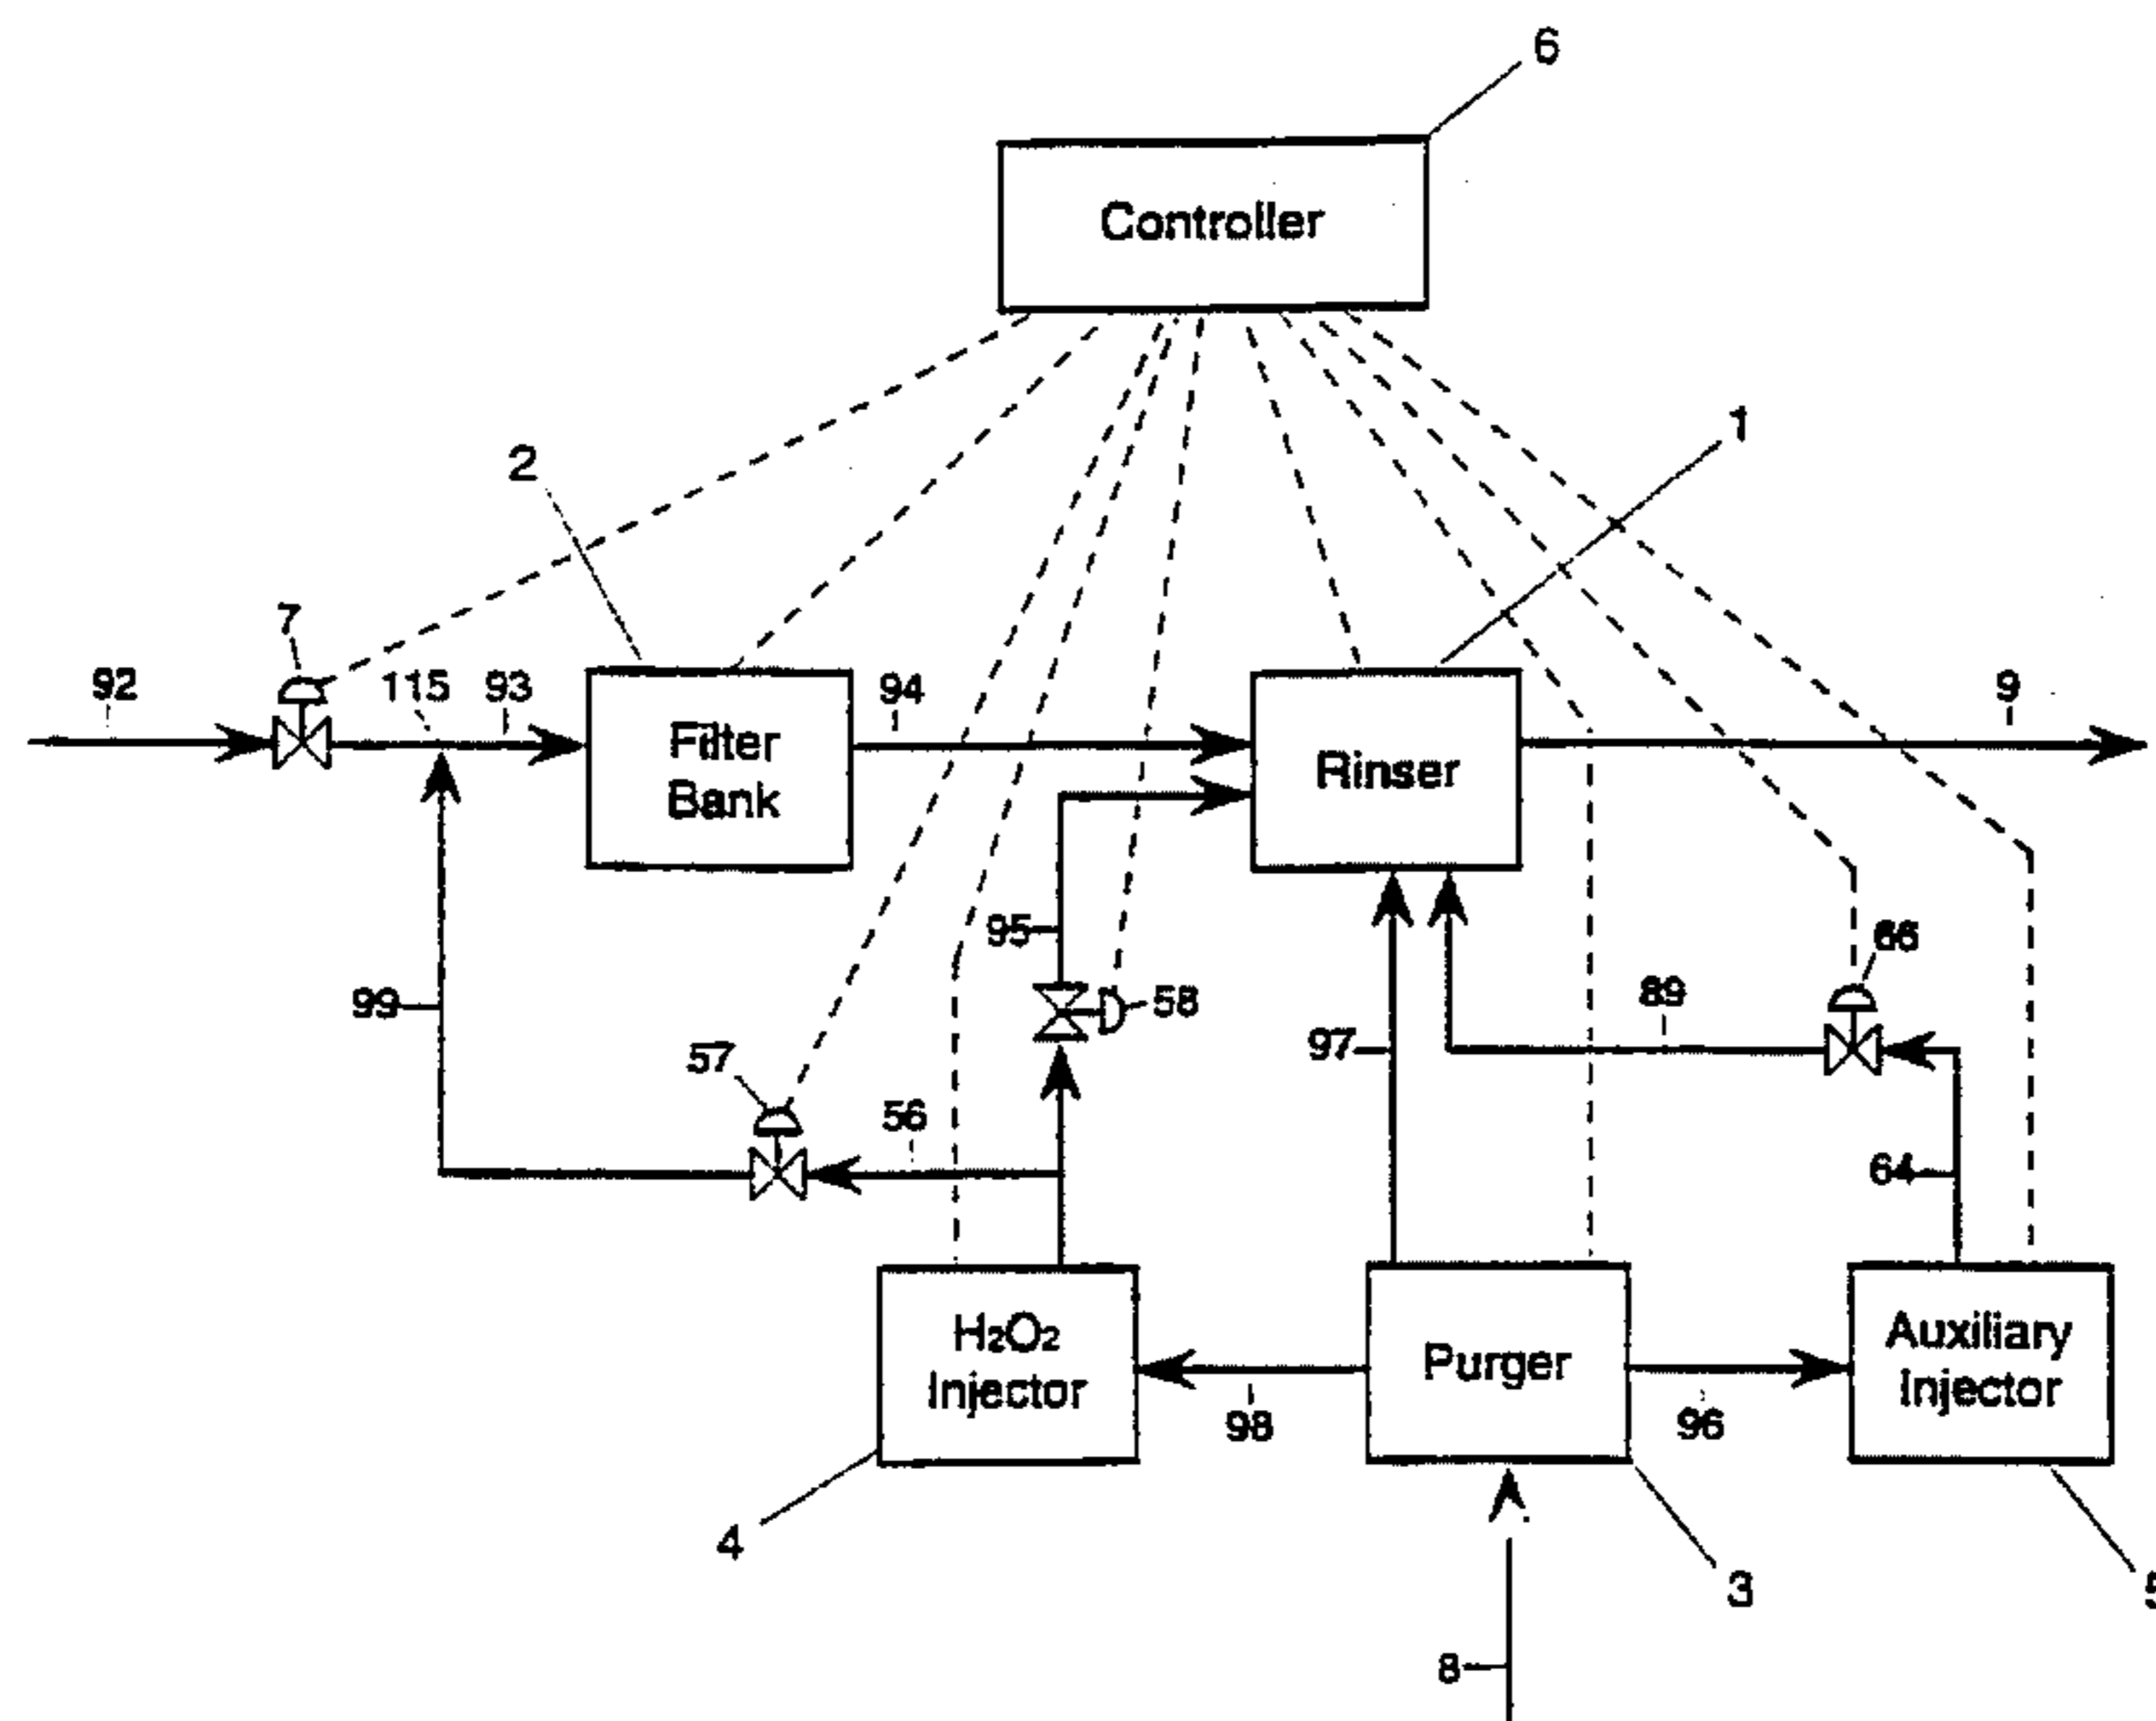 6
Controller
1
2
7
92
115
93
94
9
Filter
Bank
Rinser
95
99
58
89
97
57
56
64
H2O2
Injector
Purger
Auxiliary
Injector
98
96
4
3
5
8